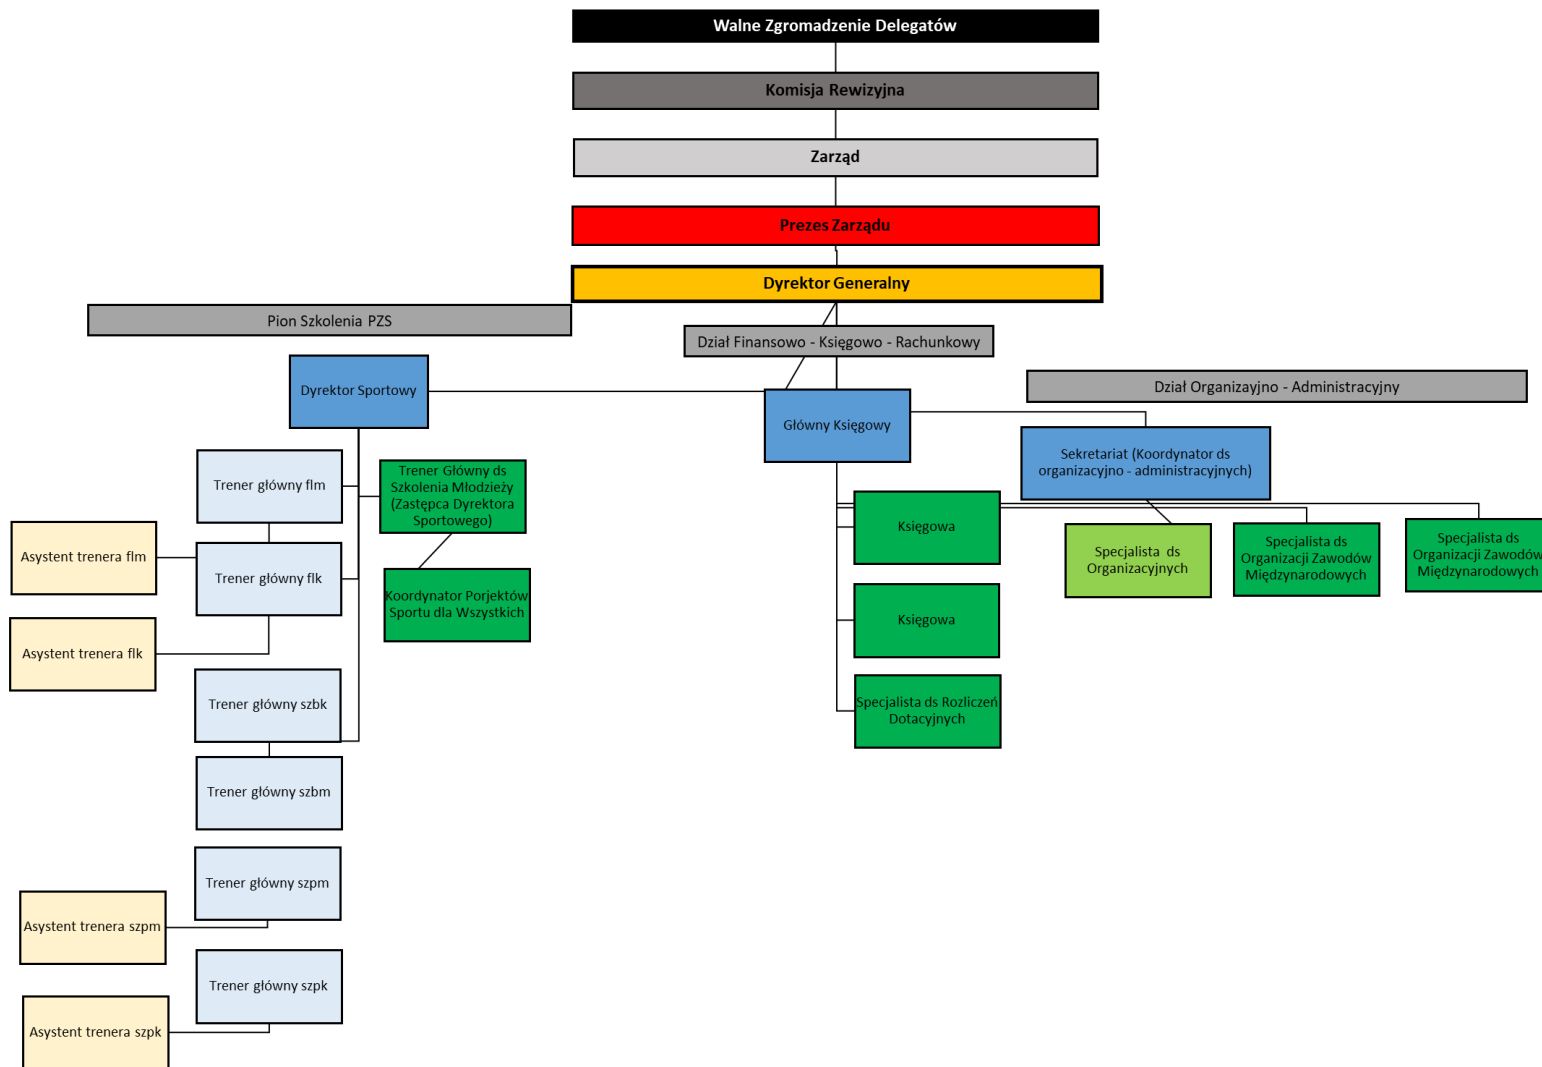 Walne Zgromadzenie Delegatów
Komisja Rewizyjna
Zarząd
Prezes Zarządu
Dyrektor Generalny
Pion Szkolenia PZS
Dział Finansowo - Księgowo - Rachunkowy
Dział Organizayjno - Administracyjny
Dyrektor Sportowy
Główny Księgowy
Sekretariat (Koordynator ds
organizacyjno - administracyjnych)
Trener główny flm
Trener Główny ds
Szkolenia Młodzieży
(Zastępca Dyrektora
Sportowego)
Asystent trenera flm
Trener główny flk
Koordynator Porjektów
Sportu dla Wszystkich
Asystent trenera flk
Trener główny szbk
Trener główny szbm
Trener główny szpm
Asystent trenera szpm
Trener główny szpk
Asystent trenera szpk
Księgowa
Księgowa
Specjalista ds Rozliczeń
Dotacyjnych
Specjalista  ds
Organizacyjnych
Specjalista ds
Organizacji Zawodów
Międzynarodowych
Specjalista ds
Organizacji Zawodów
Międzynarodowych